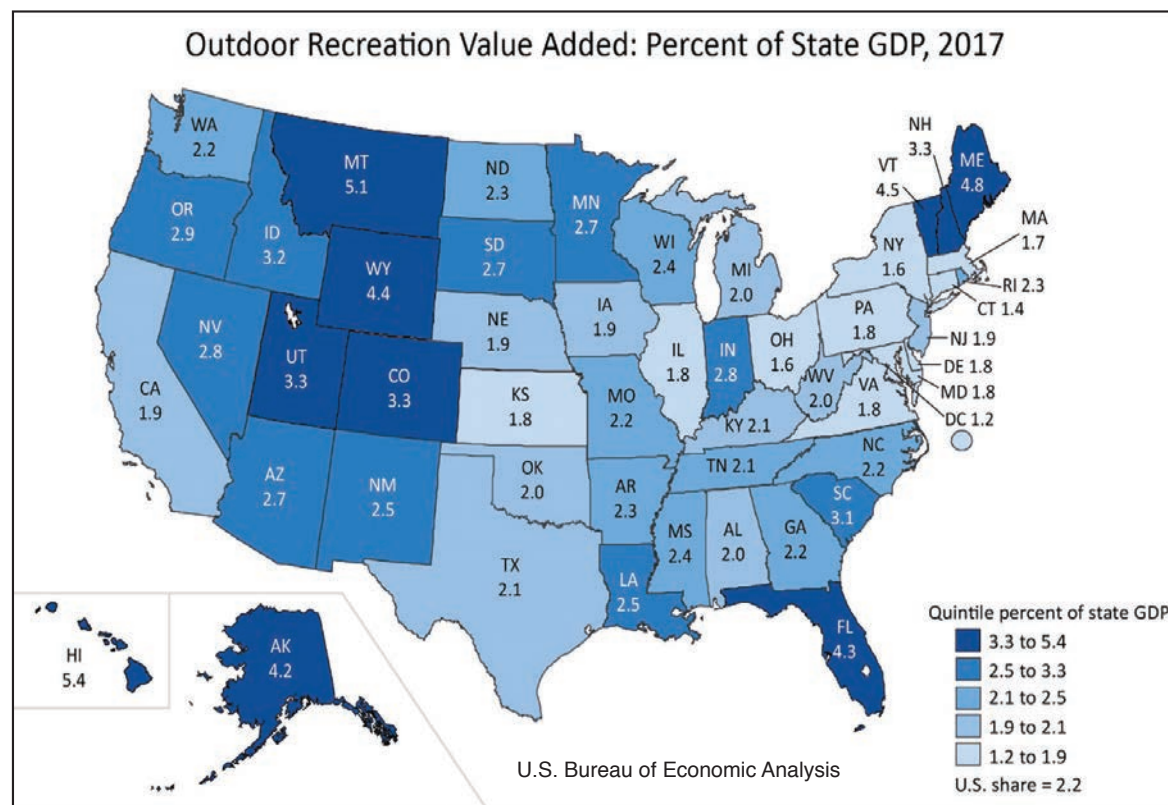 Outdoor Recreation Value Added: Percent of State GDP, 2017
WA
2.2
MT
5.1
ND
2.3
MN
2.7
NH
3.3
VT
4.5
ME
4.8
OR
2.9
ID
3.2
WY
4.4
SD
2.7
WI
2.4
MI
2.0
NY
1.6
MA
1.7
RI 2.3
CT 1.4
NV
2.8
UT
3.3
CO
3.3
NE
1.9
IA
1.9
IL
1.8
IN
2.8
OH
1.6
PA
1.8
NJ 1.9
DE 1.8
MD 1.8
DC 1.2
CA
1.9
KS
1.8
MO
2.2
KY 2.1
WV
2.0
VA
1.8
AZ
2.7
NM
2.5
OK
2.0
AR
2.3
TN 2.1
NC
2.2
SC
3.1
TX
2.1
LA
2.5
MS
2.4
AL
2.0
GA
2.2
FL
4.3
HI
5.4
AK
4.2
Quintile percent of state GDP
3.3 to 5.4
2.5 to 3.3
2.1 to 2.5
1.9 to 2.1
1.2 to 1.9
U.S. share = 2.2
U.S. Bureau of Economic Analysis